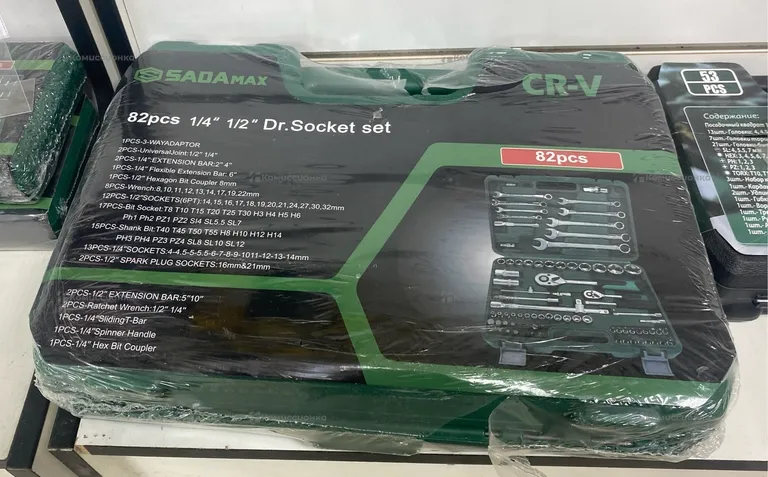 SADAMAX
CR-V
82pcs 1/4" 1/2" Dr.Socket set
82pcs
1PCS-3-WAYADAPTOR
2PCS-UniversalJoint:1/2" 1/4"
2PCS-1/4":EXTENSION BAR:2" 4"
1PCS-1/4" Flexible Extension Bar: 6"
1PCS-1/2" Hexagon Bit Coupler 8mm
8PCS-Wrench:8,10,11,12,13,14,17,19,22mm
12PCS-1/2"SOCKETS(6PT):14,15,16,17,18,19,20,21,24,27,30,32mm
17PCS-Bit Socket:T8 T10 T15 T20 T25 T30 H3 H4 H5 H6
Ph1 Ph2 PZ1 PZ2 Sl4 SL5.5 SL7
15PCS-Shank Bit:T40 T45 T50 T55 H8 H10 H12 H14
PH3 PH4 PZ3 PZ4 SL8 SL10 SL12
13PCS-1/4"SOCKETS:4-4.5-5-5.5-6-7-8-9-1011-12-13-14mm
2PCS-1/2" SPARK PLUG SOCKETS:16mm&21mm
2PCS-1/2" EXTENSION BAR:5"10"
2PCS-Ratchet Wrench:1/2" 1/4"
1PCS-1/4"SlidingT-Bar
1PCS-1/4"Spinner Handle
1PCS-1/4" Hex Bit Coupler
53
PCS
Содержание:
Посадочный квадрат
КОМИССИОНКО